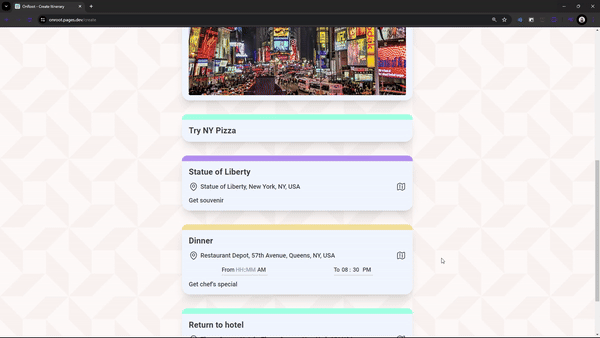 OnRoot - Create Itinerary
onroot.pages.dev/create
Try NY Pizza
Statue of Liberty
Statue of Liberty, New York, NY, USA
Get souvenir
Dinner
Restaurant Depot, 57th Avenue, Queens, NY, USA
From HH:MM AM To 08 : 30 PM
Get chef's special
Return to hotel